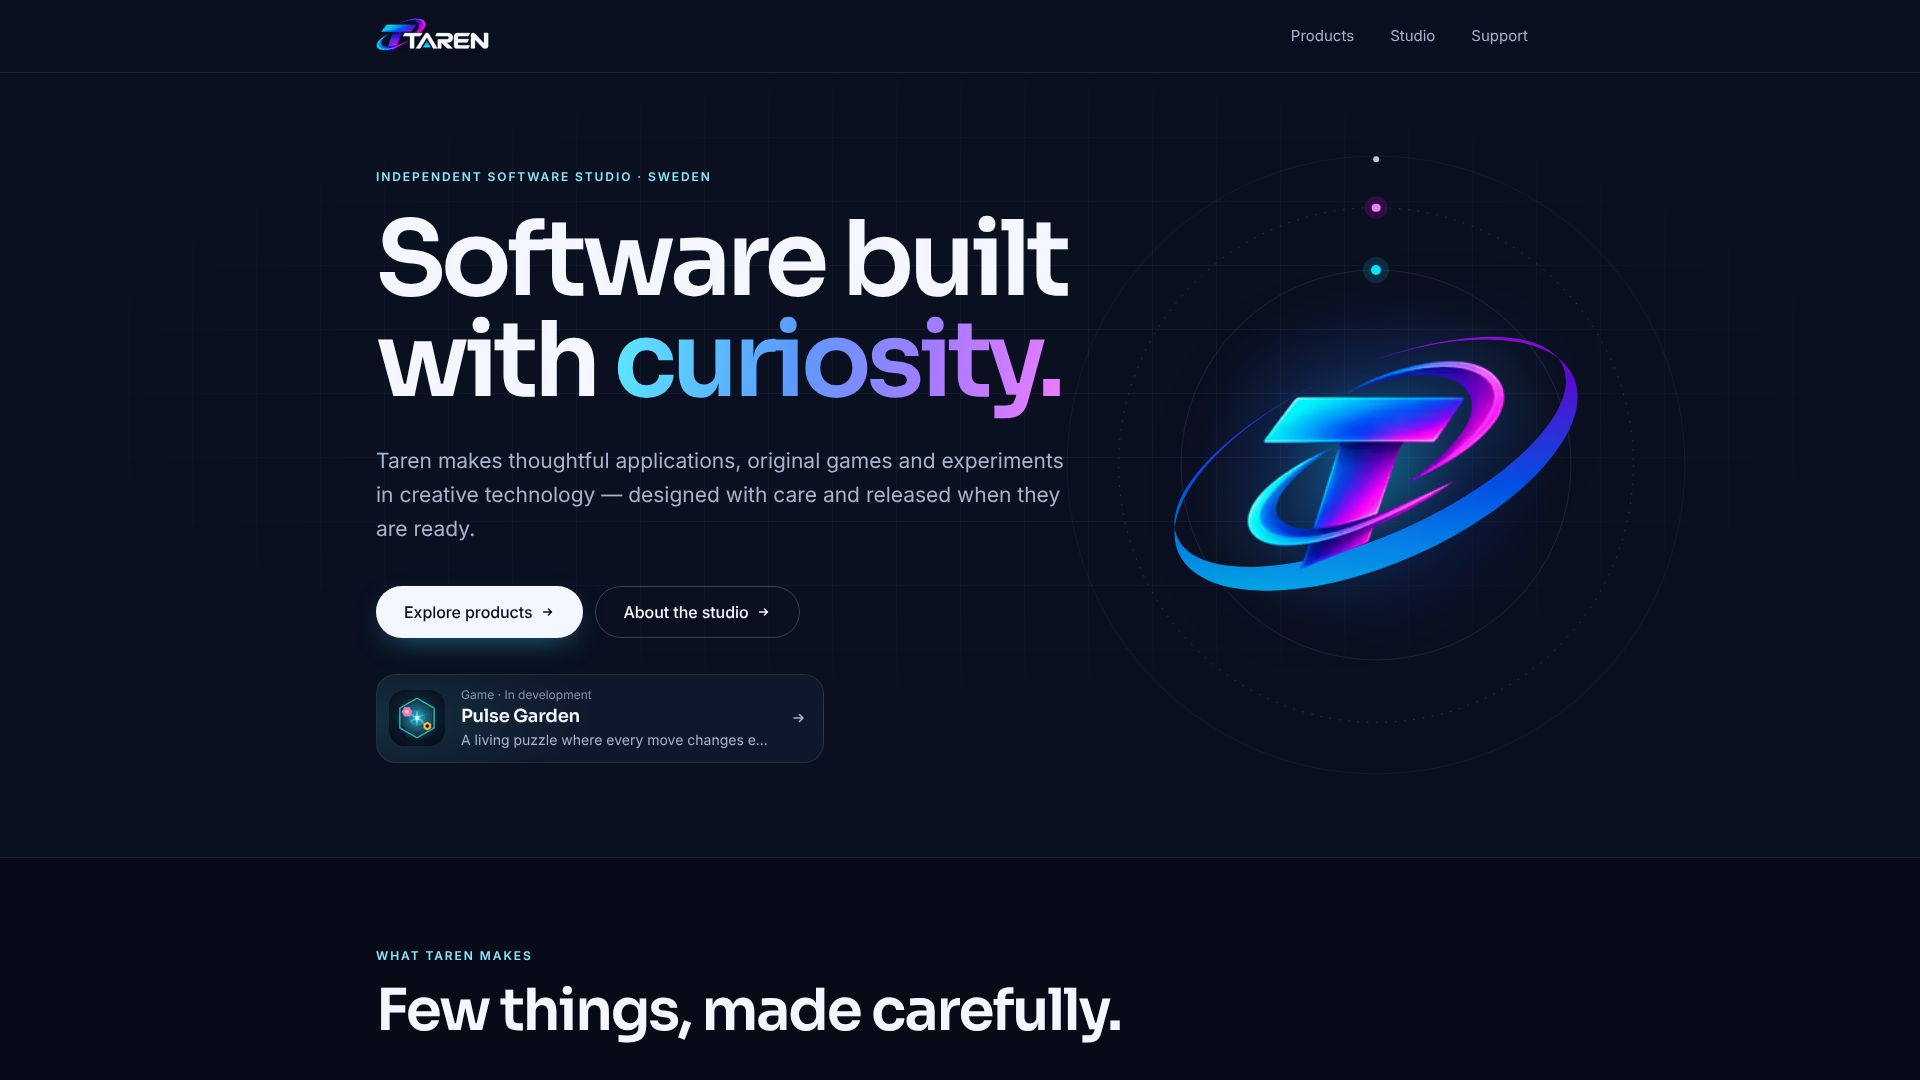 TAREN
Products
Studio
Support
INDEPENDENT SOFTWARE STUDIO · SWEDEN
Software built
with curiosity.
Taren makes thoughtful applications, original games and experiments
in creative technology — designed with care and released when they
are ready.
Explore products →
About the studio →
Game · In development
Pulse Garden
A living puzzle where every move changes e...
→
WHAT TAREN MAKES
Few things, made carefully.